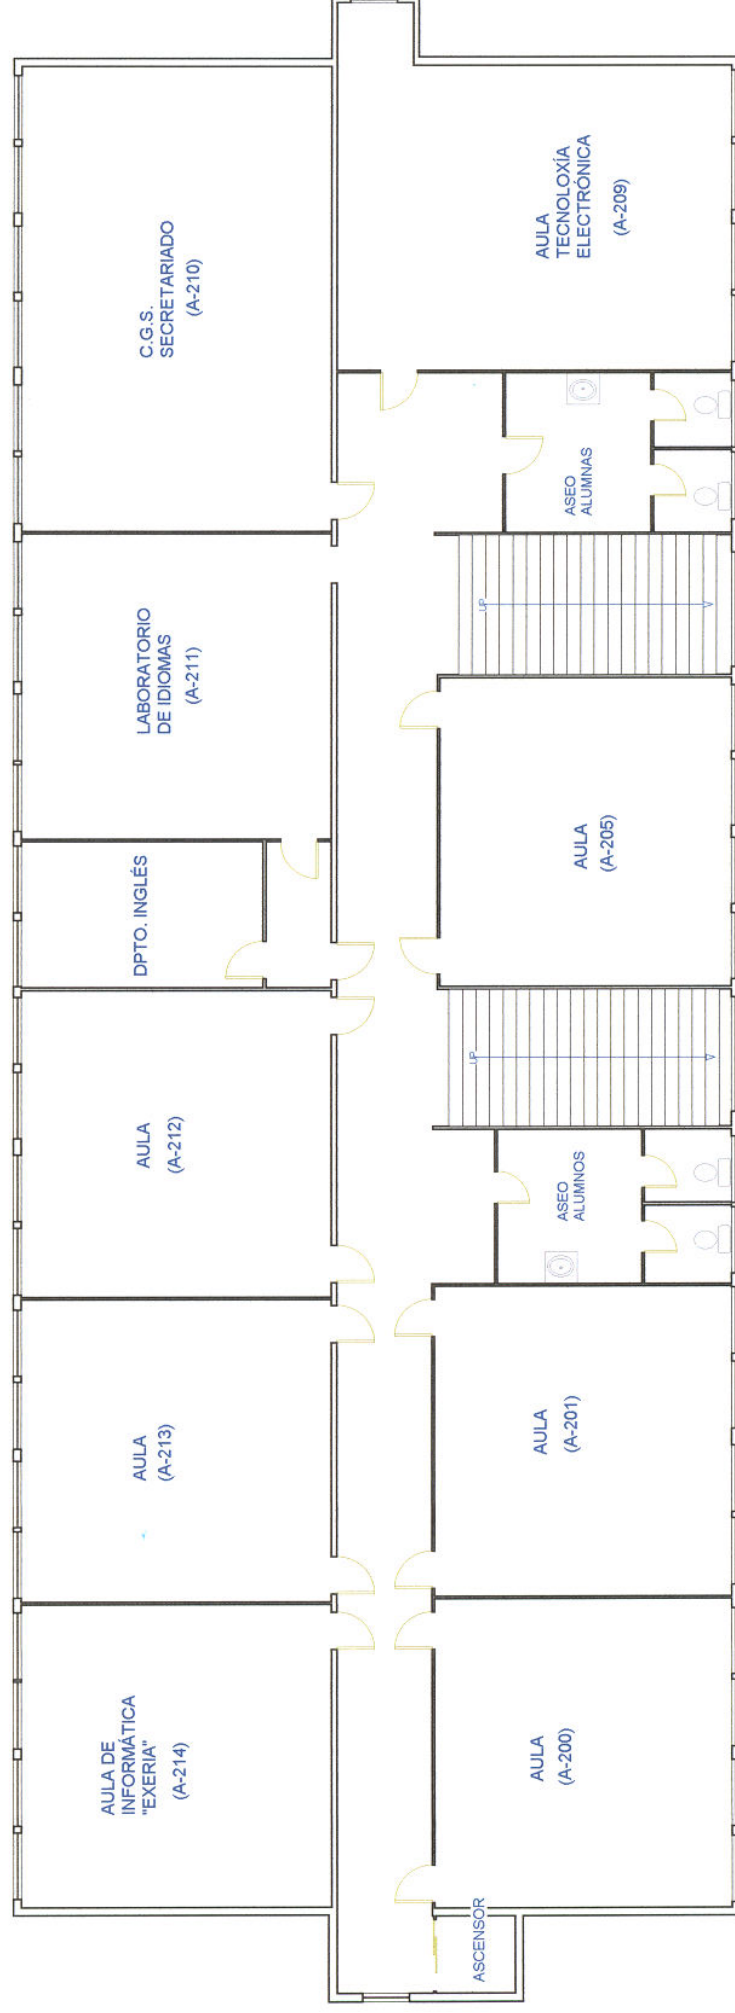 AULA DE
INFORMÁTICA
"EXERIA"
(A-214)
AULA
(A-213)
AULA
(A-212)
DPTO. INGLÉS
LABORATORIO
DE IDIOMAS
(A-211)
C.G.S.
SECRETARIADO
(A-210)
ASCENSOR
AULA
(A-200)
AULA
(A-201)
ASEO
ALUMNOS
UP
AULA
(A-205)
UP
ASEO
ALUMNAS
AULA
TECNOLOXÍA
ELECTRÓNICA
(A-209)